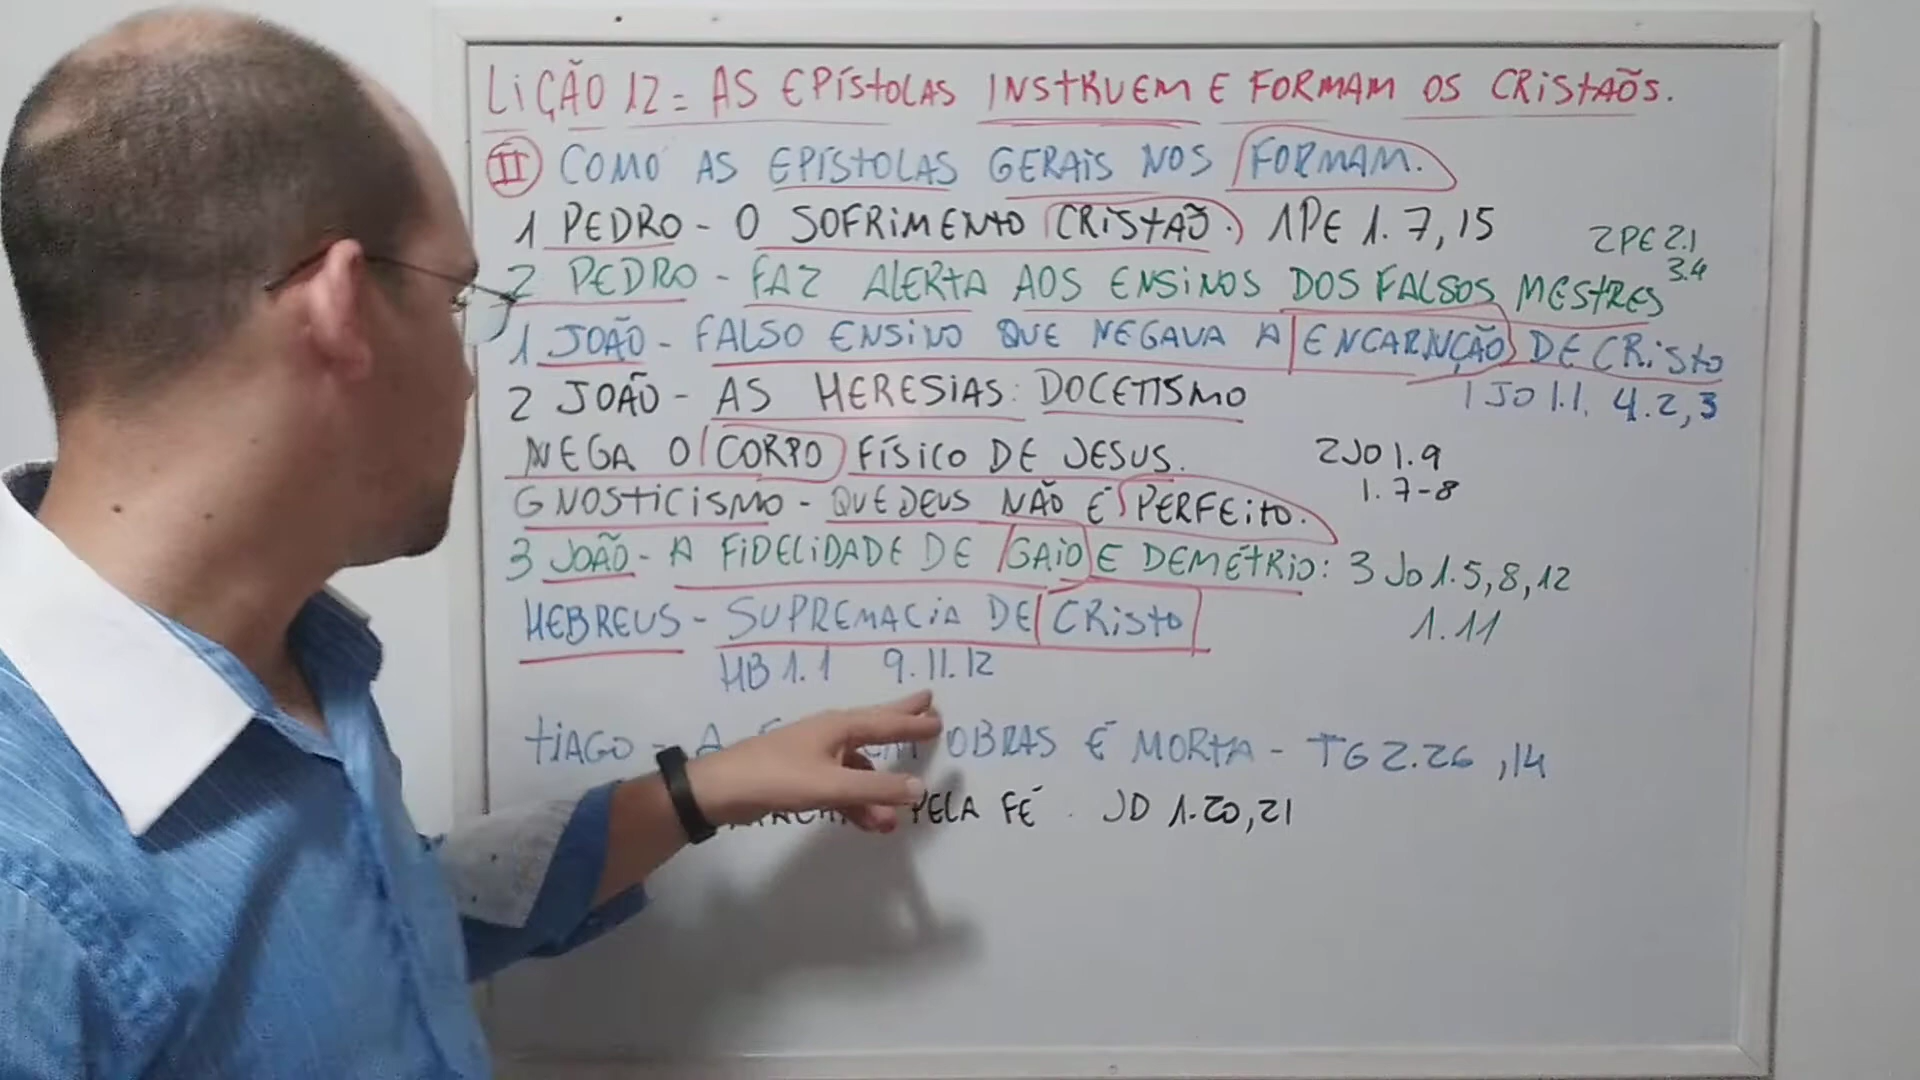 LIÇÃO 12 = AS EPÍSTOLAS INSTRUEM E FORMAM OS CRISTAÕS.
II COMO AS EPÍSTOLAS GERAIS NOS FORMAM.
1 PEDRO - O SOFRIMENTO CRISTAÕ. 1PE 1.7,15
2PE 2.1
3.4
2 PEDRO - FAZ ALERTA AOS ENSINOS DOS FALSOS MESTRES
1 JOÃO - FALSO ENSINO QUE NEGAVA A ENCARNÇÃO DE CRISTO
1 JO 1.1. 4.2,3
2 JOÃO - AS HERESIAS: DOCETISMO
NEGA O CORPO FÍSICO DE JESUS. 2JO 1.9
1.7-8
GNOSTICISMO - QUE DEUS NÃO É PERFEITO.
3 JOÃO - A FIDELIDADE DE GAIO E DEMÉTRIO: 3 JO 1.5,8,12
1.11
HEBREUS - SUPREMACIA DE CRISTO
HB 1.1 9.11.12
TIAGO - A OBRAS É MORTA - TG 2.26,14
PELA FÉ. JD 1.20,21